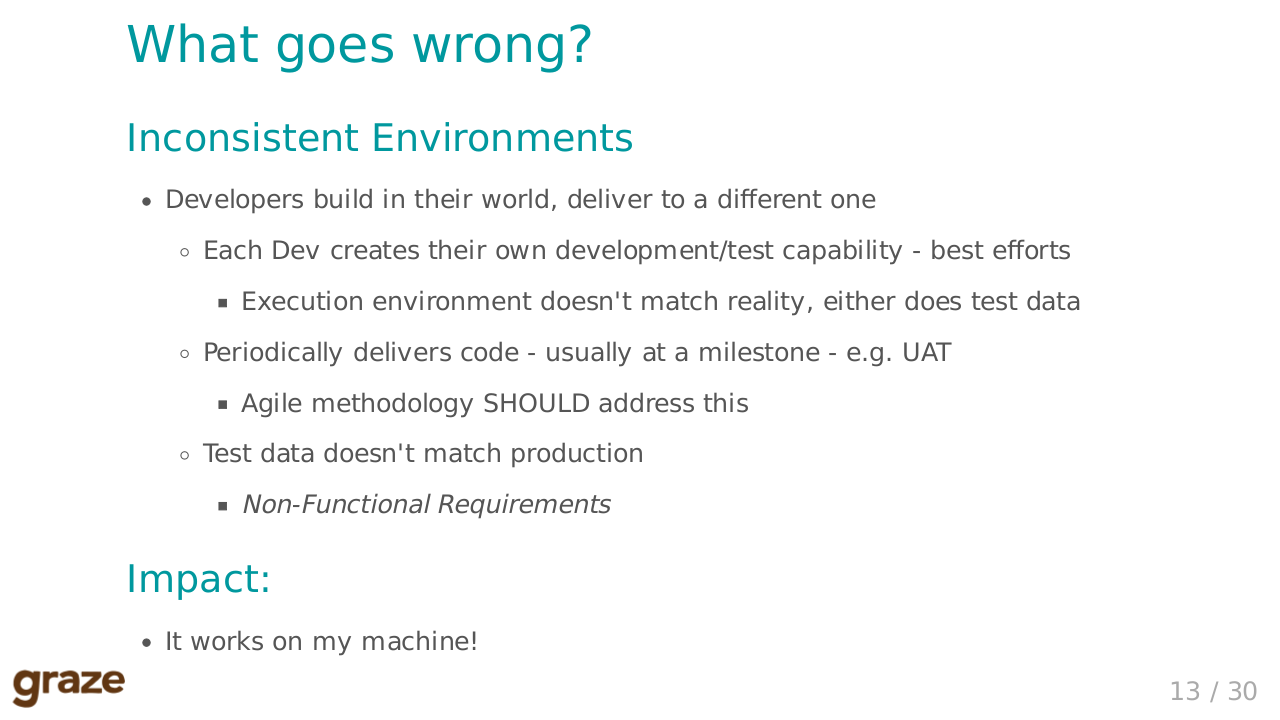 What goes wrong?
Inconsistent Environments
• Developers build in their world, deliver to a different one
◦ Each Dev creates their own development/test capability - best efforts
▪ Execution environment doesn't match reality, either does test data
◦ Periodically delivers code - usually at a milestone - e.g. UAT
▪ Agile methodology SHOULD address this
◦ Test data doesn't match production
▪ Non-Functional Requirements
Impact:
• It works on my machine!
graze
13 / 30